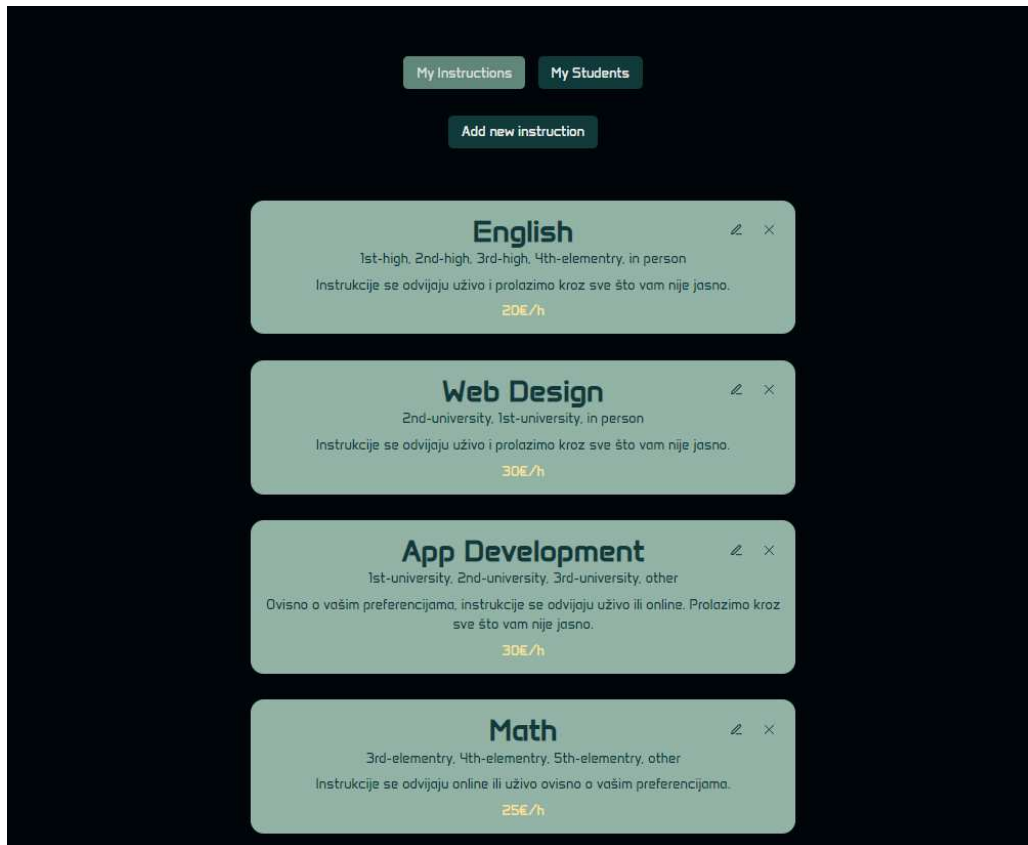 My Instructions
My Students
Add new instruction
English
1st-high, 2nd-high, 3rd-high, 4th-elementry, in person
Instrukcije se odvijaju uživo i prolazimo kroz sve što vam nije jasno.
20€/h
Web Design
2nd-university, 1st-university, in person
Instrukcije se odvijaju uživo i prolazimo kroz sve što vam nije jasno.
30€/h
App Development
1st-university, 2nd-university, 3rd-university, other
Ovisno o vašim preferencijama, instrukcije se odvijaju uživo ili online. Prolazimo kroz
sve što vam nije jasno.
30€/h
Math
3rd-elementry, 4th-elementry, 5th-elementry, other
Instrukcije se odvijaju online ili uživo ovisno o vašim preferencijama.
25€/h